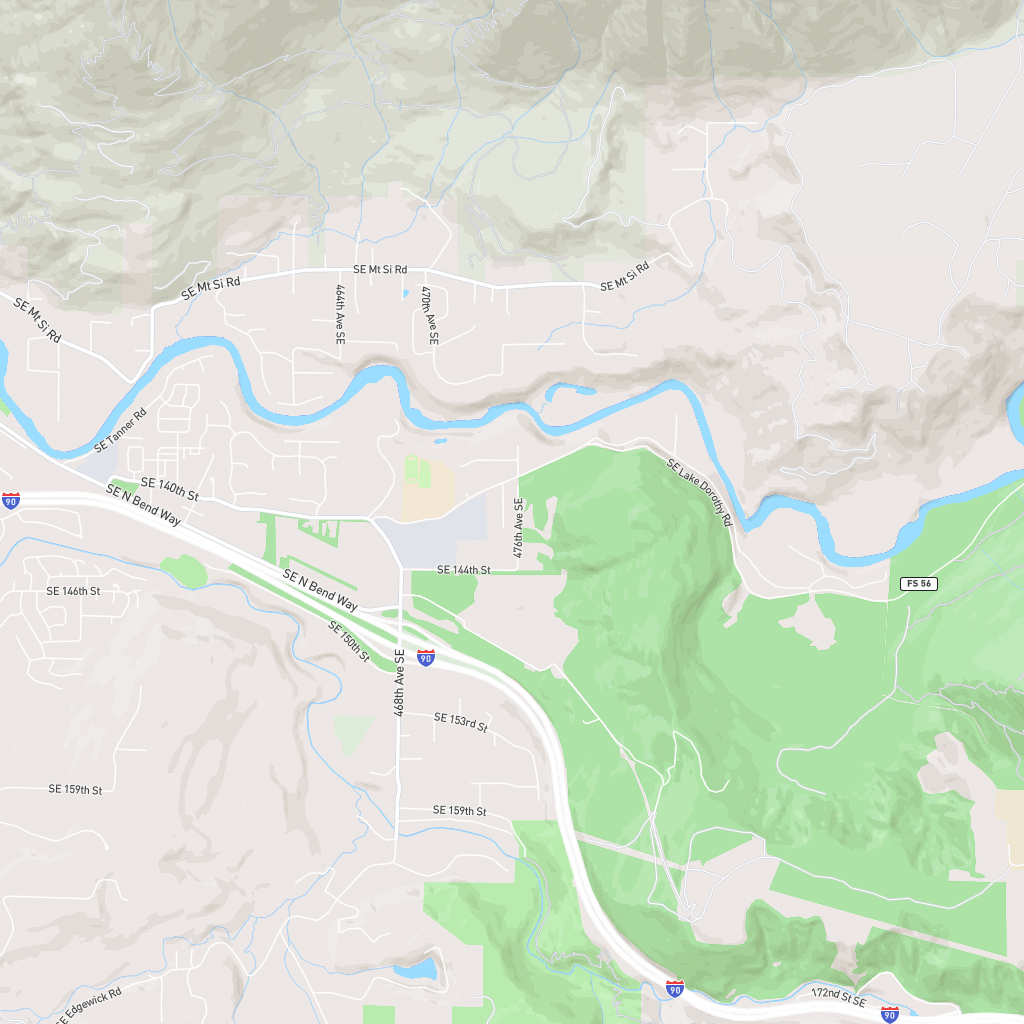 SE Mt Si Rd
SE Mt Si Rd
SE Mt Si Rd
SE Mt Si Rd
464th Ave SE
470th Ave SE
SE Tanner Rd
SE Lake Dorothy Rd
SE 140th St
SE N Bend Way
90
476th Ave SE
SE 144th St
SE N Bend Way
FS 56
SE 146th St
SE 150th St
90
468th Ave SE
SE 153rd St
SE 159th St
SE 159th St
SE Edgewick Rd
90
172nd St SE
90